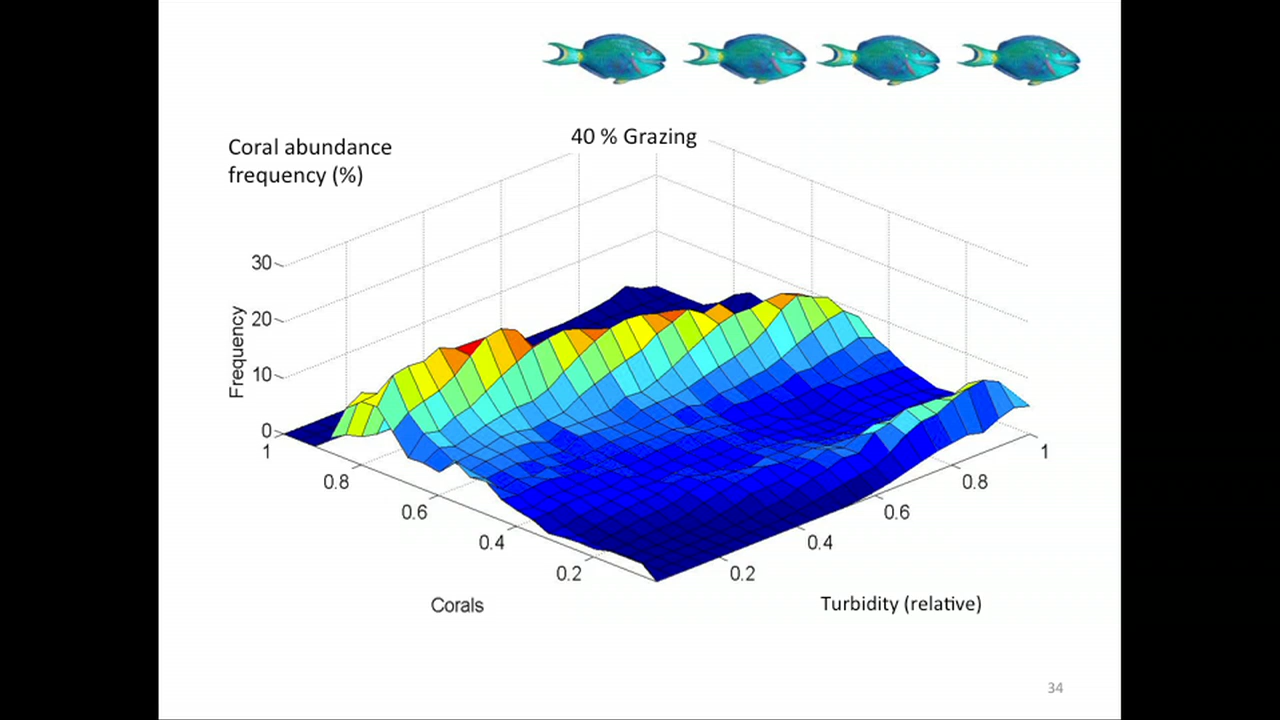 40 % Grazing
Coral abundance
frequency (%)
30
20
10
0
Frequency
1
0.8
0.6
0.4
0.2
Corals
1
0.8
0.6
0.4
0.2
Turbidity (relative)
34